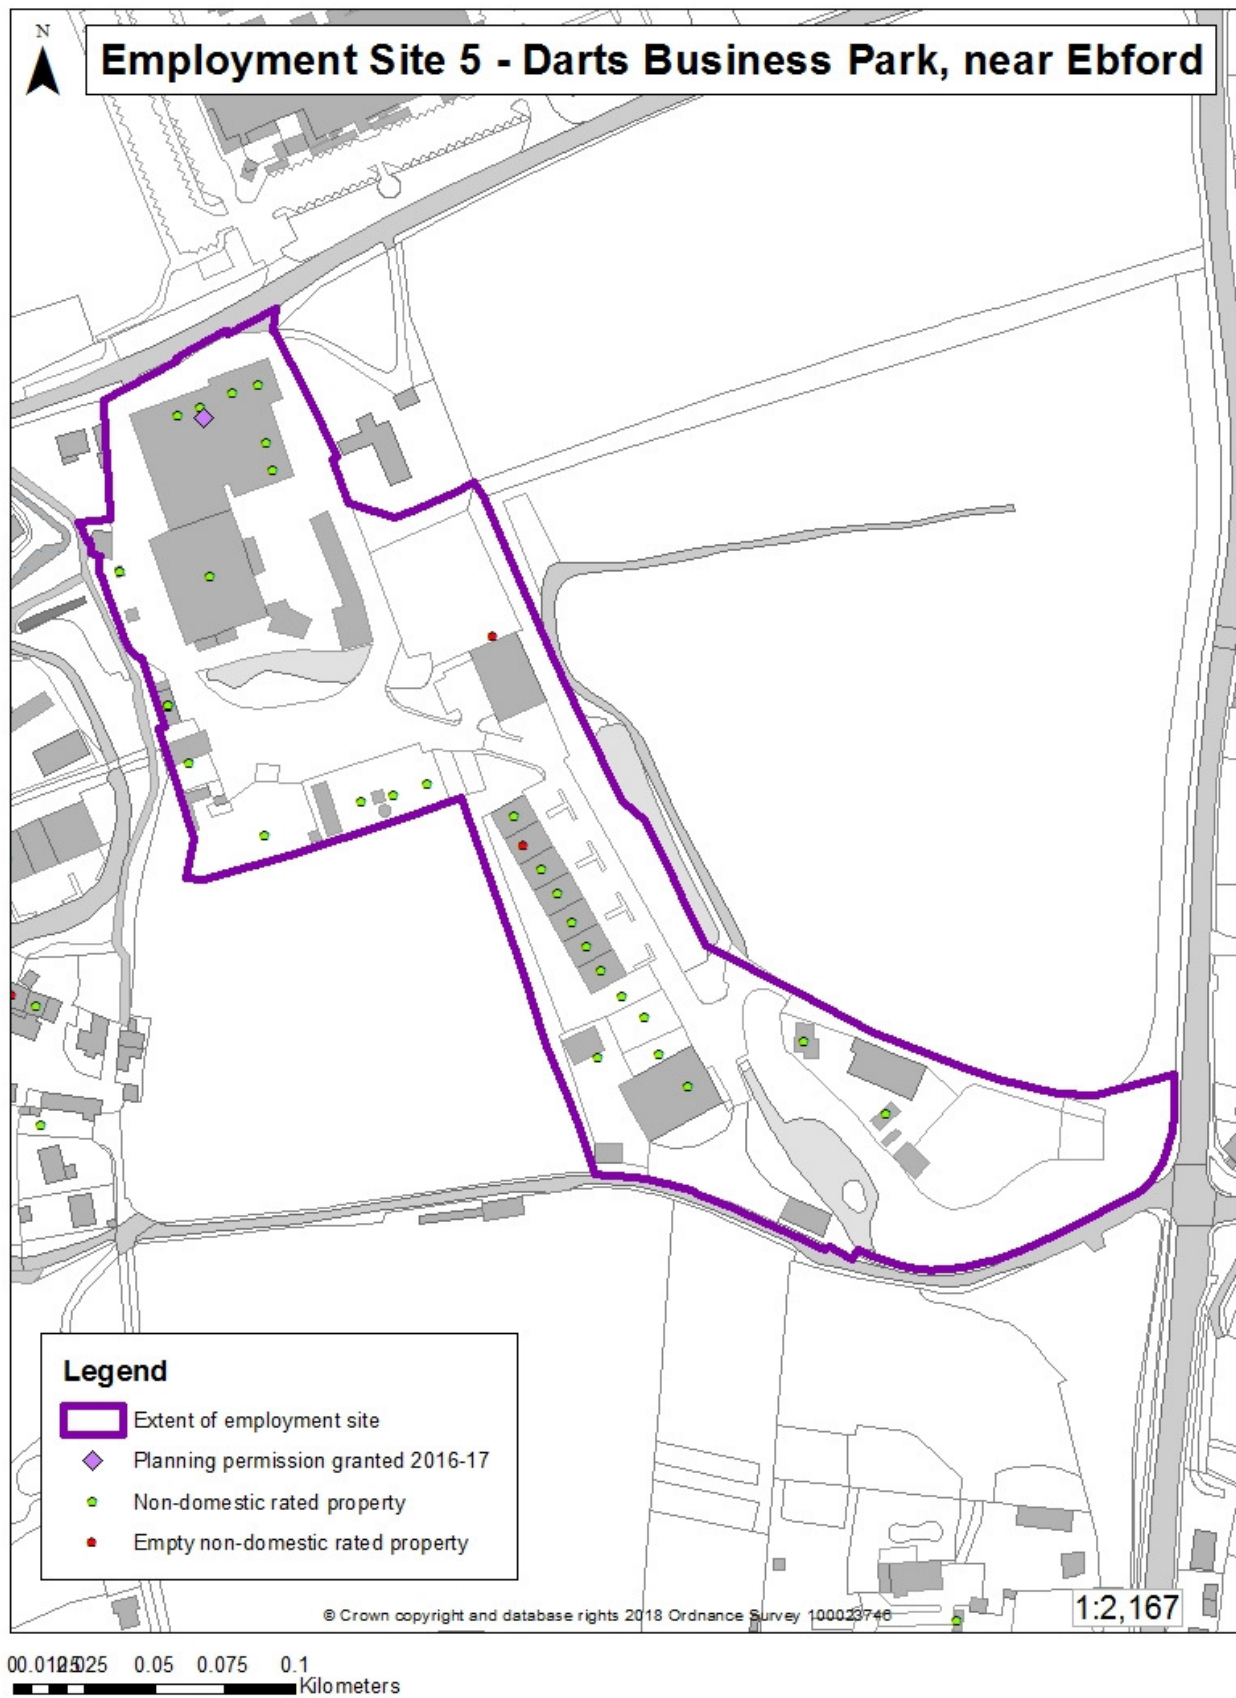 N
Employment Site 5 - Darts Business Park, near Ebford
Legend
Extent of employment site
Planning permission granted 2016-17
Non-domestic rated property
Empty non-domestic rated property
© Crown copyright and database rights 2018 Ordnance Survey 100023746
1:2,167
0.05 0.075 0.1
Kilometers